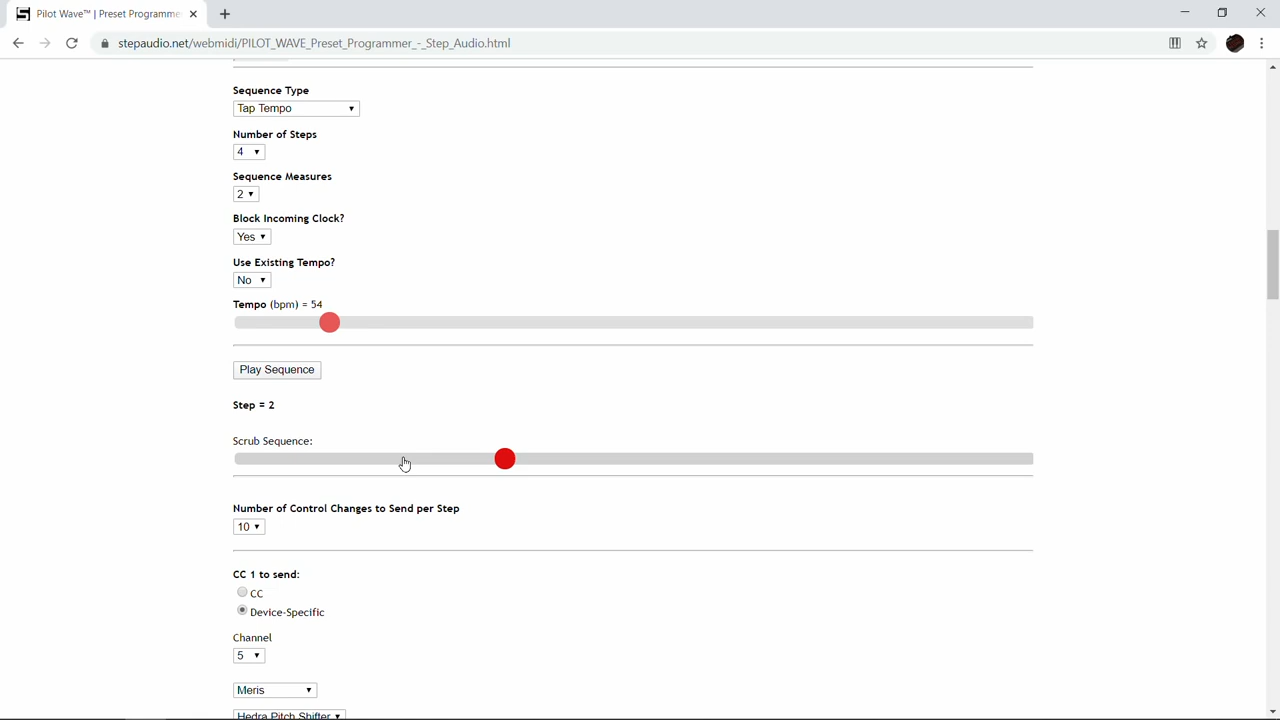 Pilot Wave™ | Preset Programme
stepaudio.net/webmidi/PILOT_WAVE_Preset_Programmer_-_Step_Audio.html
Sequence Type
Tap Tempo
Number of Steps
4
Sequence Measures
2
Block Incoming Clock?
Yes
Use Existing Tempo?
No
Tempo (bpm) = 54
Play Sequence
Step = 2
Scrub Sequence:
Number of Control Changes to Send per Step
10
CC 1 to send:
CC
Device-Specific
Channel
5
Meris
Hedra Pitch Shifter